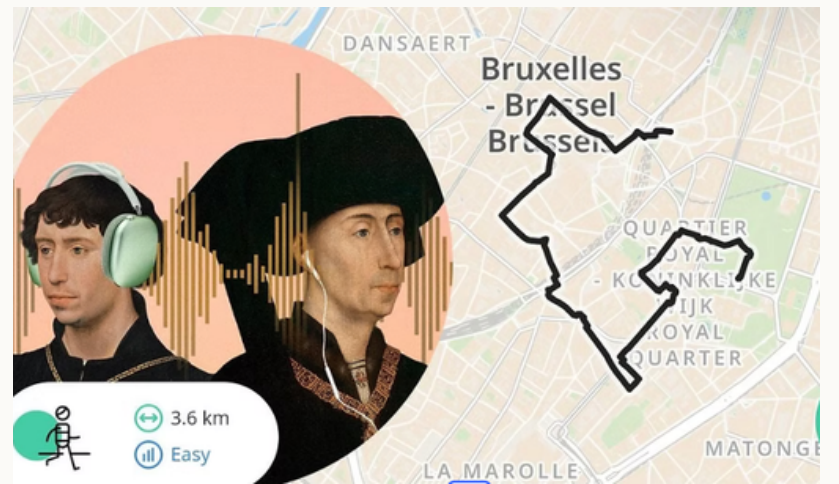 DANSAERT
Bruxelles
- Brussel
Brussels
QUARTIER
ROYAL
- KONINKLIJKE
WIJK
ROYAL
QUARTER
3.6 km
Easy
MATONGE
LA MAROLLE